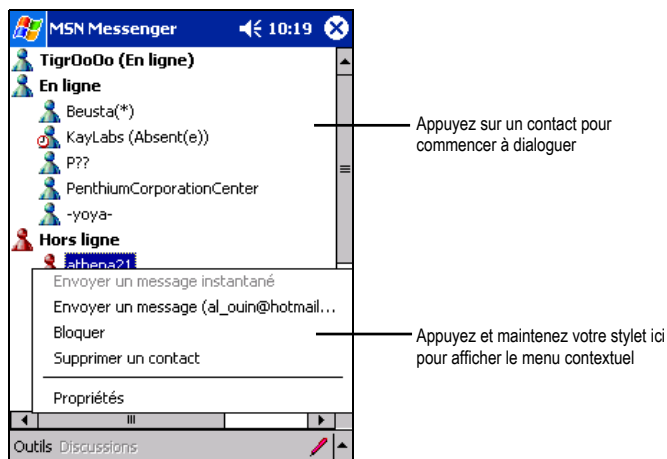 MSN Messenger 10:19
TigrOoOo (En ligne)
En ligne
Beusta(*)
KayLabs (Absent(e))
P??
PenthiumCorporationCenter
-yoya-
Hors ligne
athena21
Envoyer un message instantané
Envoyer un message (al_ouin@hotmail...
Bloquer
Supprimer un contact
Propriétés
Outils Discussions
Appuyez sur un contact pour
commencer à dialoguer
Appuyez et maintenez votre stylet ici
pour afficher le menu contextuel